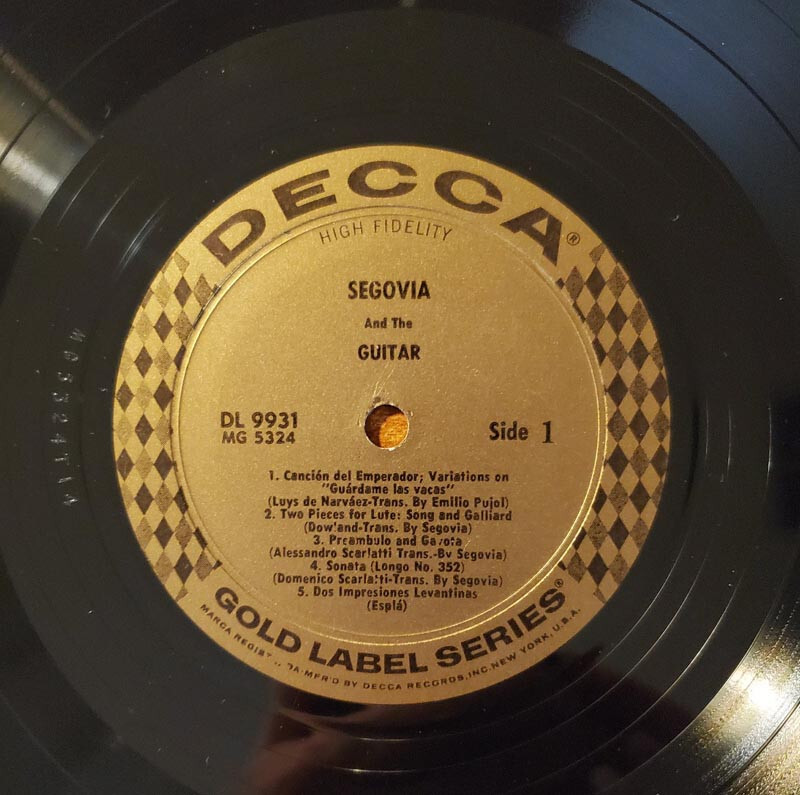 DECCA®
HIGH FIDELITY
SEGOVIA
And The
GUITAR
DL 9931
MG 5324
Side 1
1. Canción del Emperador; Variations on
"Guárdame las vacas"
(Luys de Narváez-Trans. By Emilio Pujol)
2. Two Pieces for Lute: Song and Galliard
(Dowland-Trans. By Segovia)
3. Preambulo and Gavota
(Alessandro Scarlatti Trans.-By Segovia)
4. Sonata (Longo No. 352)
(Domenico Scarlatti-Trans. By Segovia)
5. Dos Impresiones Levantinas
(Esplá)
GOLD LABEL SERIES®
MARCA MFR'D BY DECCA RECORDS, INC. NEW YORK, U.S.A.